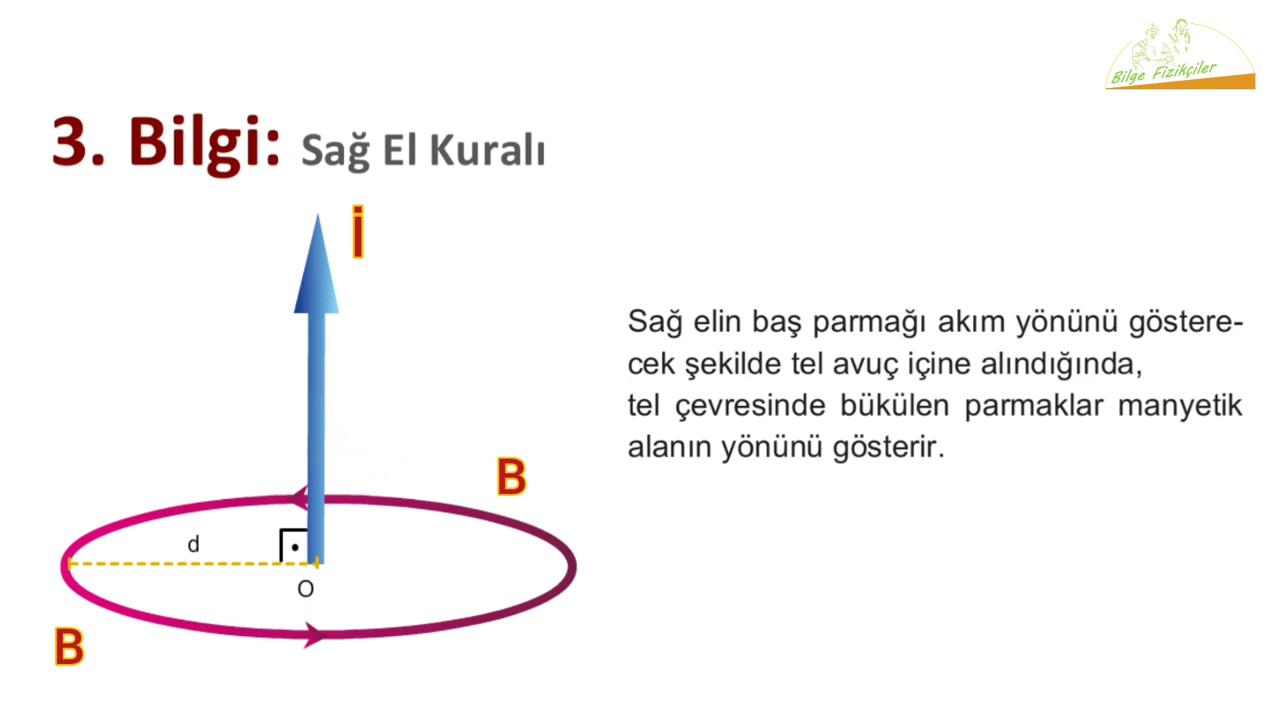 Bilge Fizikçiler
3. Bilgi: Sağ El Kuralı
İ
Sağ elin baş parmağı akım yönünü göstere-
cek şekilde tel avuç içine alındığında,
tel çevresinde bükülen parmaklar manyetik
alanın yönünü gösterir.
B
d
O
B